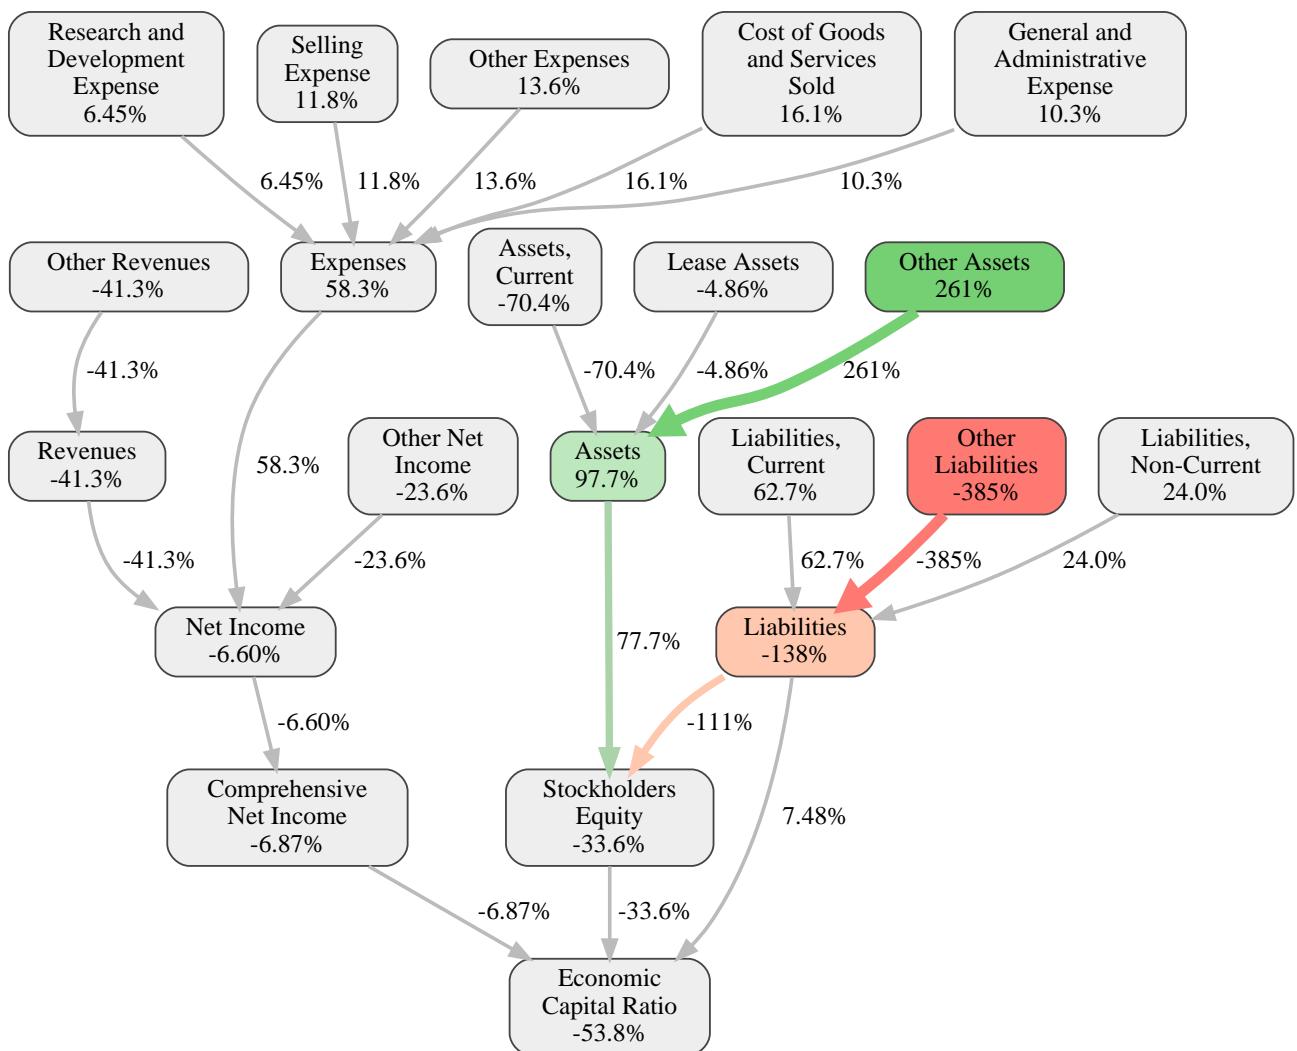 Research and
Development
Expense
6.45%
Selling
Expense
11.8%
Other Expenses
13.6%
Cost of Goods
and Services
Sold
16.1%
General and
Administrative
Expense
10.3%
6.45%
11.8%
13.6%
16.1%
10.3%
Other Revenues
-41.3%
Expenses
58.3%
Assets,
Current
-70.4%
Lease Assets
-4.86%
Other Assets
261%
-41.3%
-70.4%
-4.86%
261%
Revenues
-41.3%
58.3%
Other Net
Income
-23.6%
Assets
97.7%
Liabilities,
Current
62.7%
Other
Liabilities
-385%
Liabilities,
Non-Current
24.0%
-41.3%
-23.6%
62.7%
-385%
24.0%
Net Income
-6.60%
77.7%
Liabilities
-138%
-6.60%
-111%
Comprehensive
Net Income
-6.87%
Stockholders
Equity
-33.6%
7.48%
-6.87%
-33.6%
Economic
Capital Ratio
-53.8%